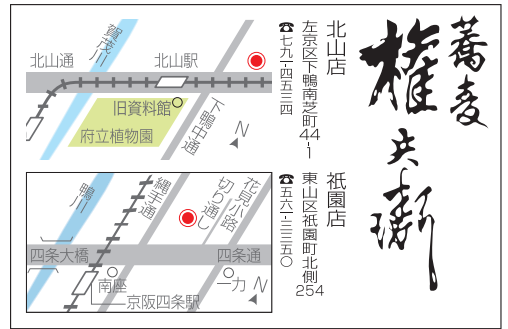 蕎麦
権兵衛
北山店
左京区下鴨南芝町44-1
☎七九一-四五三四
祇園店
東山区祇園町北側254
☎五六一-三三五〇
北山通
賀茂川
北山駅
旧資料館
府立植物園
下鴨中通
N
鴨川
縄手通
切り通し
花見小路
四条大橋
四条通
南座
一力
京阪四条駅
N